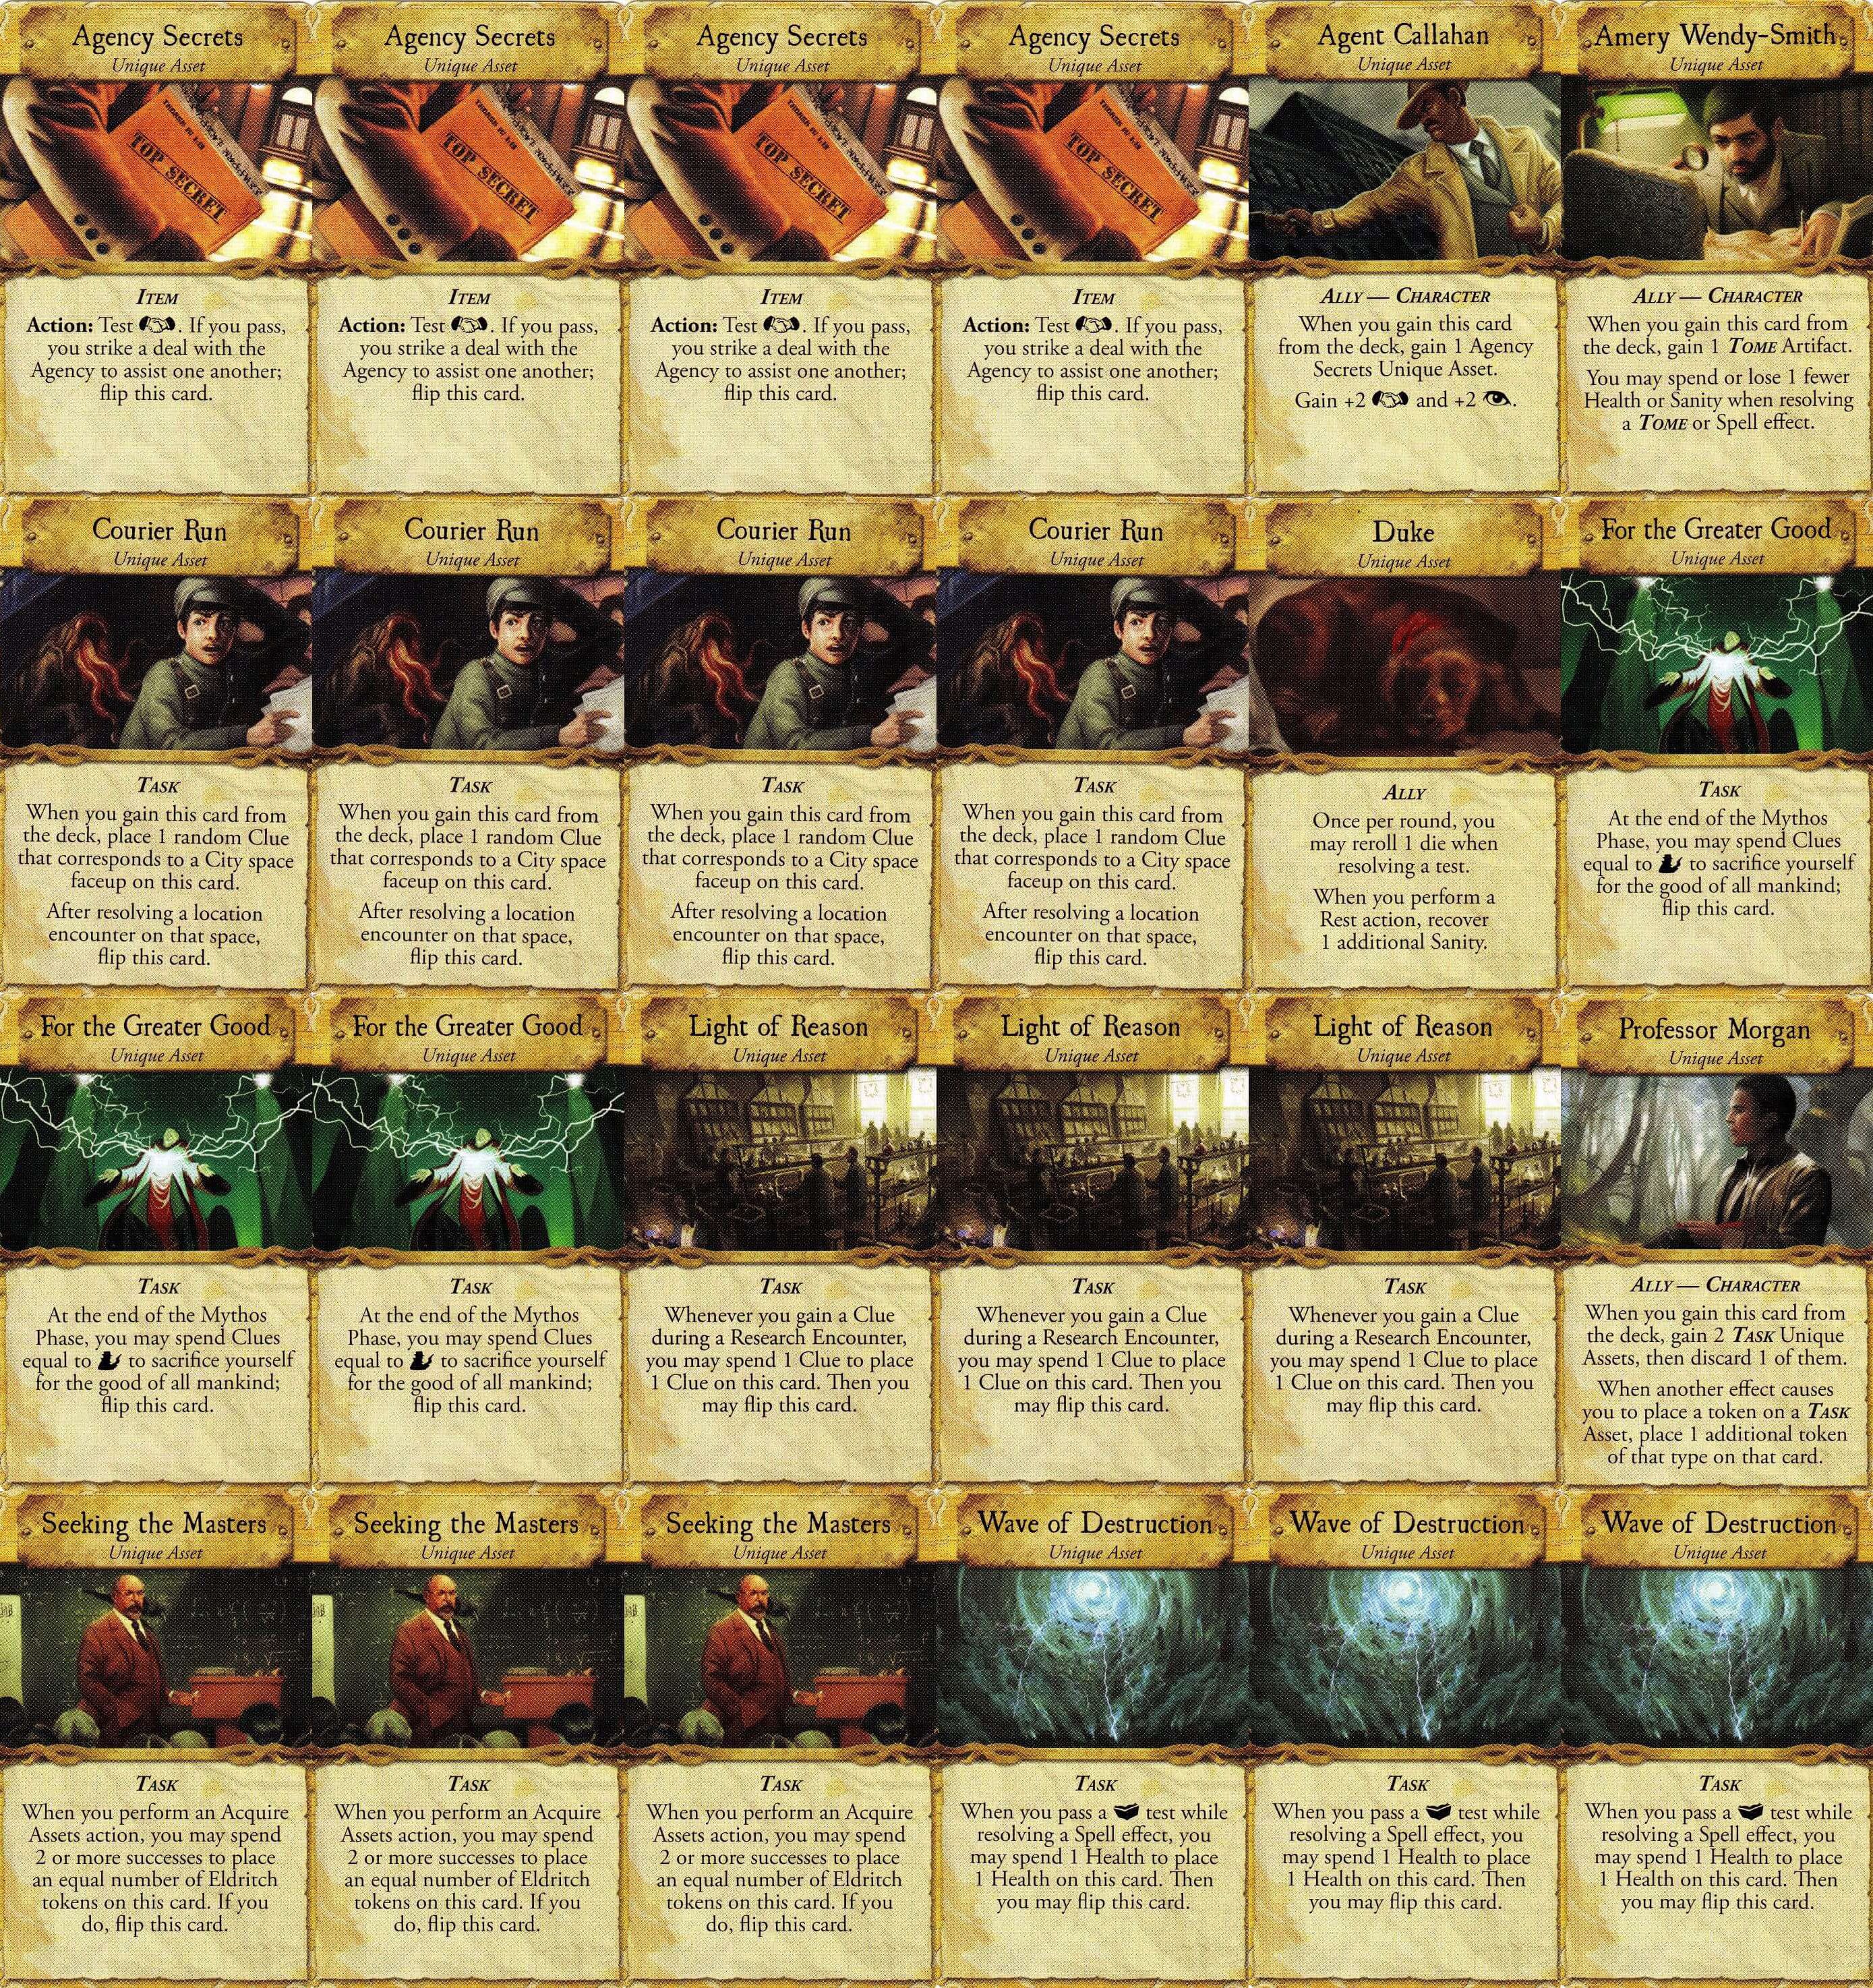 Agency Secrets
Unique Asset
TOP SECRET
ITEM
Action: Test . If you pass,
you strike a deal with the
Agency to assist one another;
flip this card.
Agency Secrets
Unique Asset
TOP SECRET
ITEM
Action: Test . If you pass,
you strike a deal with the
Agency to assist one another;
flip this card.
Agency Secrets
Unique Asset
TOP SECRET
ITEM
Action: Test . If you pass,
you strike a deal with the
Agency to assist one another;
flip this card.
Agency Secrets
Unique Asset
TOP SECRET
ITEM
Action: Test . If you pass,
you strike a deal with the
Agency to assist one another;
flip this card.
Agent Callahan
Unique Asset
ALLY — CHARACTER
When you gain this card
from the deck, gain 1 Agency
Secrets Unique Asset.
Gain +2 and +2 .
Amery Wendy-Smith
Unique Asset
ALLY — CHARACTER
When you gain this card from
the deck, gain 1 TOME Artifact.
You may spend or lose 1 fewer
Health or Sanity when resolving
a TOME or Spell effect.
Courier Run
Unique Asset
TASK
When you gain this card from
the deck, place 1 random Clue
that corresponds to a City space
faceup on this card.
After resolving a location
encounter on that space,
flip this card.
Courier Run
Unique Asset
TASK
When you gain this card from
the deck, place 1 random Clue
that corresponds to a City space
faceup on this card.
After resolving a location
encounter on that space,
flip this card.
Courier Run
Unique Asset
TASK
When you gain this card from
the deck, place 1 random Clue
that corresponds to a City space
faceup on this card.
After resolving a location
encounter on that space,
flip this card.
Courier Run
Unique Asset
TASK
When you gain this card from
the deck, place 1 random Clue
that corresponds to a City space
faceup on this card.
After resolving a location
encounter on that space,
flip this card.
Duke
Unique Asset
ALLY
Once per round, you
may reroll 1 die when
resolving a test.
When you perform a
Rest action, recover
1 additional Sanity.
For the Greater Good
Unique Asset
TASK
At the end of the Mythos
Phase, you may spend Clues
equal to to sacrifice yourself
for the good of all mankind;
flip this card.
For the Greater Good
Unique Asset
TASK
At the end of the Mythos
Phase, you may spend Clues
equal to to sacrifice yourself
for the good of all mankind;
flip this card.
For the Greater Good
Unique Asset
TASK
At the end of the Mythos
Phase, you may spend Clues
equal to to sacrifice yourself
for the good of all mankind;
flip this card.
Light of Reason
Unique Asset
TASK
Whenever you gain a Clue
during a Research Encounter,
you may spend 1 Clue to place
1 Clue on this card. Then you
may flip this card.
Light of Reason
Unique Asset
TASK
Whenever you gain a Clue
during a Research Encounter,
you may spend 1 Clue to place
1 Clue on this card. Then you
may flip this card.
Light of Reason
Unique Asset
TASK
Whenever you gain a Clue
during a Research Encounter,
you may spend 1 Clue to place
1 Clue on this card. Then you
may flip this card.
Professor Morgan
Unique Asset
ALLY — CHARACTER
When you gain this card from
the deck, gain 2 TASK Unique
Assets, then discard 1 of them.
When another effect causes
you to place a token on a TASK
Asset, place 1 additional token
of that type on that card.
Seeking the Masters
Unique Asset
TASK
When you perform an Acquire
Assets action, you may spend
2 or more successes to place
an equal number of Eldritch
tokens on this card. If you
do, flip this card.
Seeking the Masters
Unique Asset
TASK
When you perform an Acquire
Assets action, you may spend
2 or more successes to place
an equal number of Eldritch
tokens on this card. If you
do, flip this card.
Seeking the Masters
Unique Asset
TASK
When you perform an Acquire
Assets action, you may spend
2 or more successes to place
an equal number of Eldritch
tokens on this card. If you
do, flip this card.
Wave of Destruction
Unique Asset
TASK
When you pass a test while
resolving a Spell effect, you
may spend 1 Health to place
1 Health on this card. Then
you may flip this card.
Wave of Destruction
Unique Asset
TASK
When you pass a test while
resolving a Spell effect, you
may spend 1 Health to place
1 Health on this card. Then
you may flip this card.
Wave of Destruction
Unique Asset
TASK
When you pass a test while
resolving a Spell effect, you
may spend 1 Health to place
1 Health on this card. Then
you may flip this card.